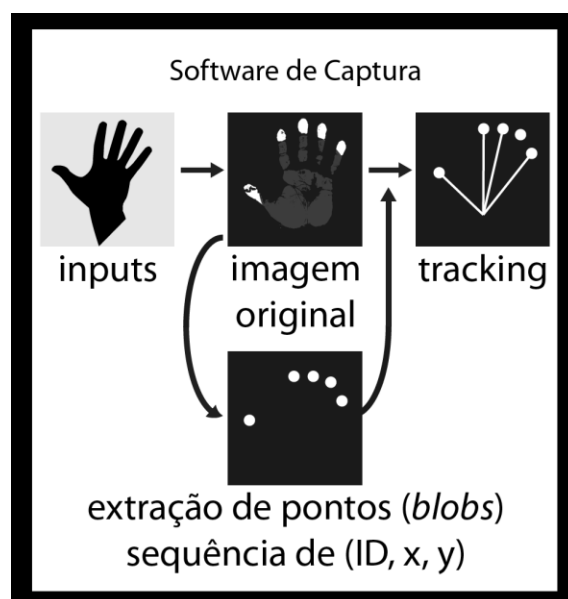 Software de Captura
inputs
imagem
original
tracking
extração de pontos (blobs)
sequência de (ID, x, y)